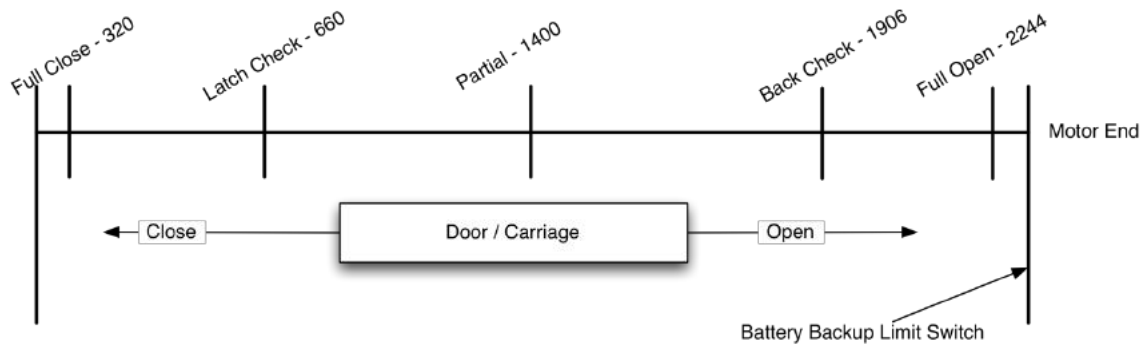 Full Close - 320
Latch Check - 660
Partial - 1400
Back Check - 1906
Full Open - 2244
Motor End
Close
Door / Carriage
Open
Battery Backup Limit Switch